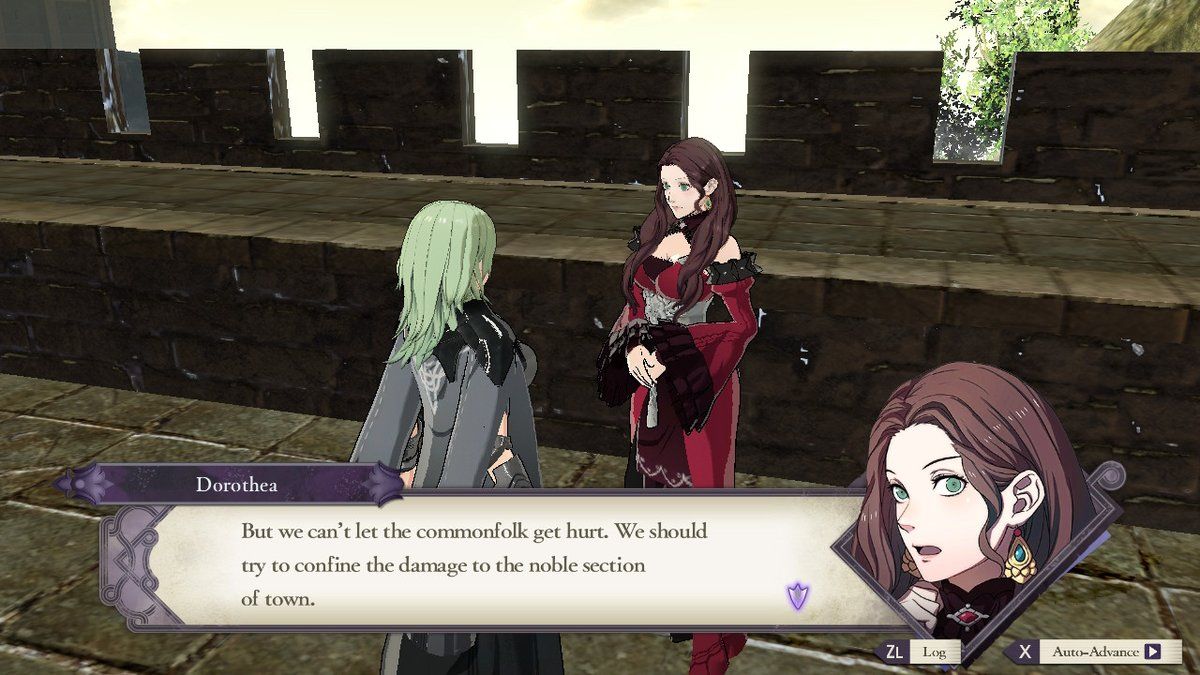 Dorothea
But we can't let the commonfolk get hurt. We should
try to confine the damage to the noble section
of town.
ZL Log
X Auto-Advance